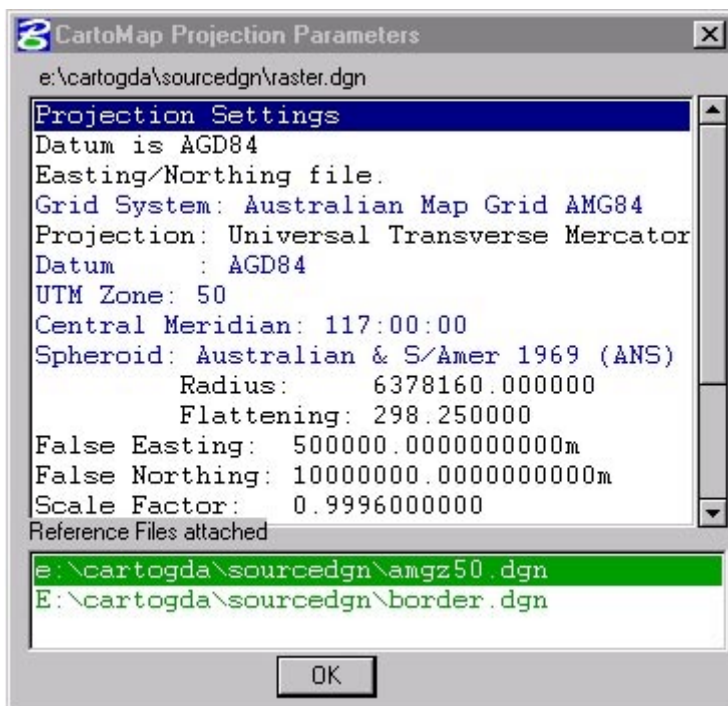 CartoMap Projection Parameters
e:\cartogda\sourcedgn\raster.dgn
Projection Settings
Datum is AGD84
Easting/Northing file.
Grid System: Australian Map Grid AMG84
Projection: Universal Transverse Mercator
Datum : AGD84
UTM Zone: 50
Central Meridian: 117:00:00
Spheroid: Australian & S/Amer 1969 (ANS)
Radius: 6378160.000000
Flattening: 298.250000
False Easting: 500000.0000000000m
False Northing: 10000000.0000000000m
Scale Factor: 0.9996000000
Reference Files attached
e:\cartogda\sourcedgn\amgz50.dgn
E:\cartogda\sourcedgn\border.dgn
OK